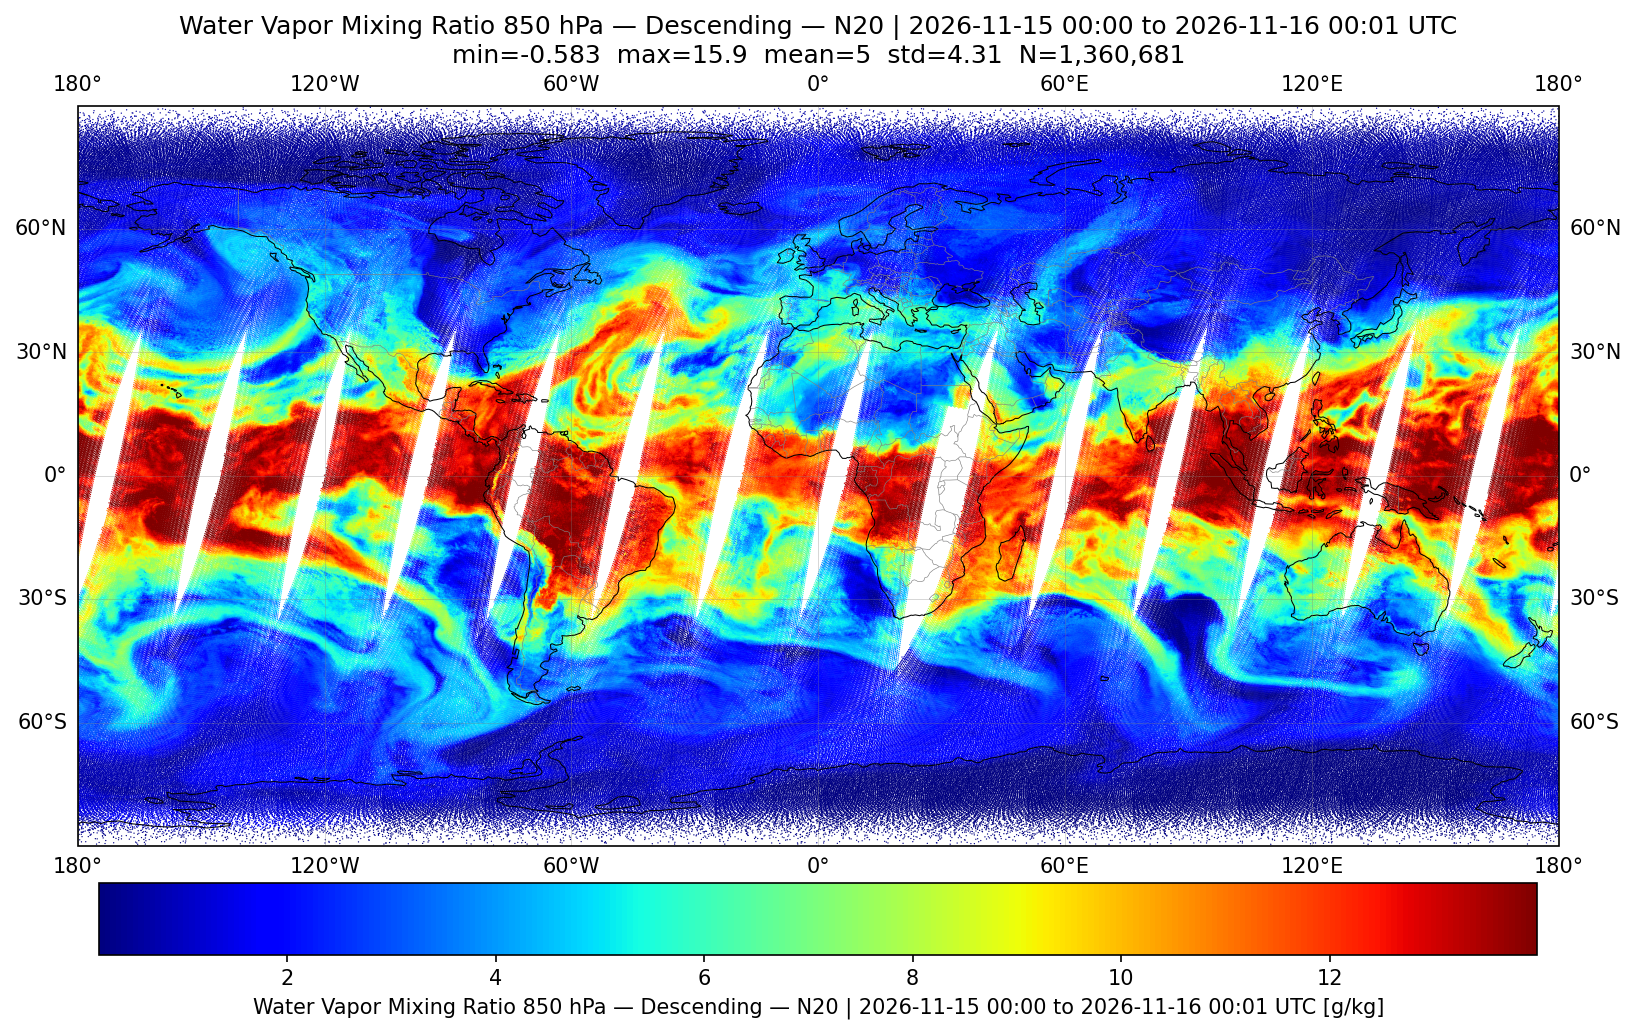 Water Vapor Mixing Ratio 850 hPa — Descending — N20 | 2026-11-15 00:00 to 2026-11-16 00:01 UTC
min=-0.583  max=15.9  mean=5  std=4.31  N=1,360,681
180° 120°W 60°W 0° 60°E 120°E 180°
60°N 60°N
30°N 30°N
0° 0°
30°S 30°S
60°S 60°S
180° 120°W 60°W 0° 60°E 120°E 180°
2 4 6 8 10 12
Water Vapor Mixing Ratio 850 hPa — Descending — N20 | 2026-11-15 00:00 to 2026-11-16 00:01 UTC [g/kg]